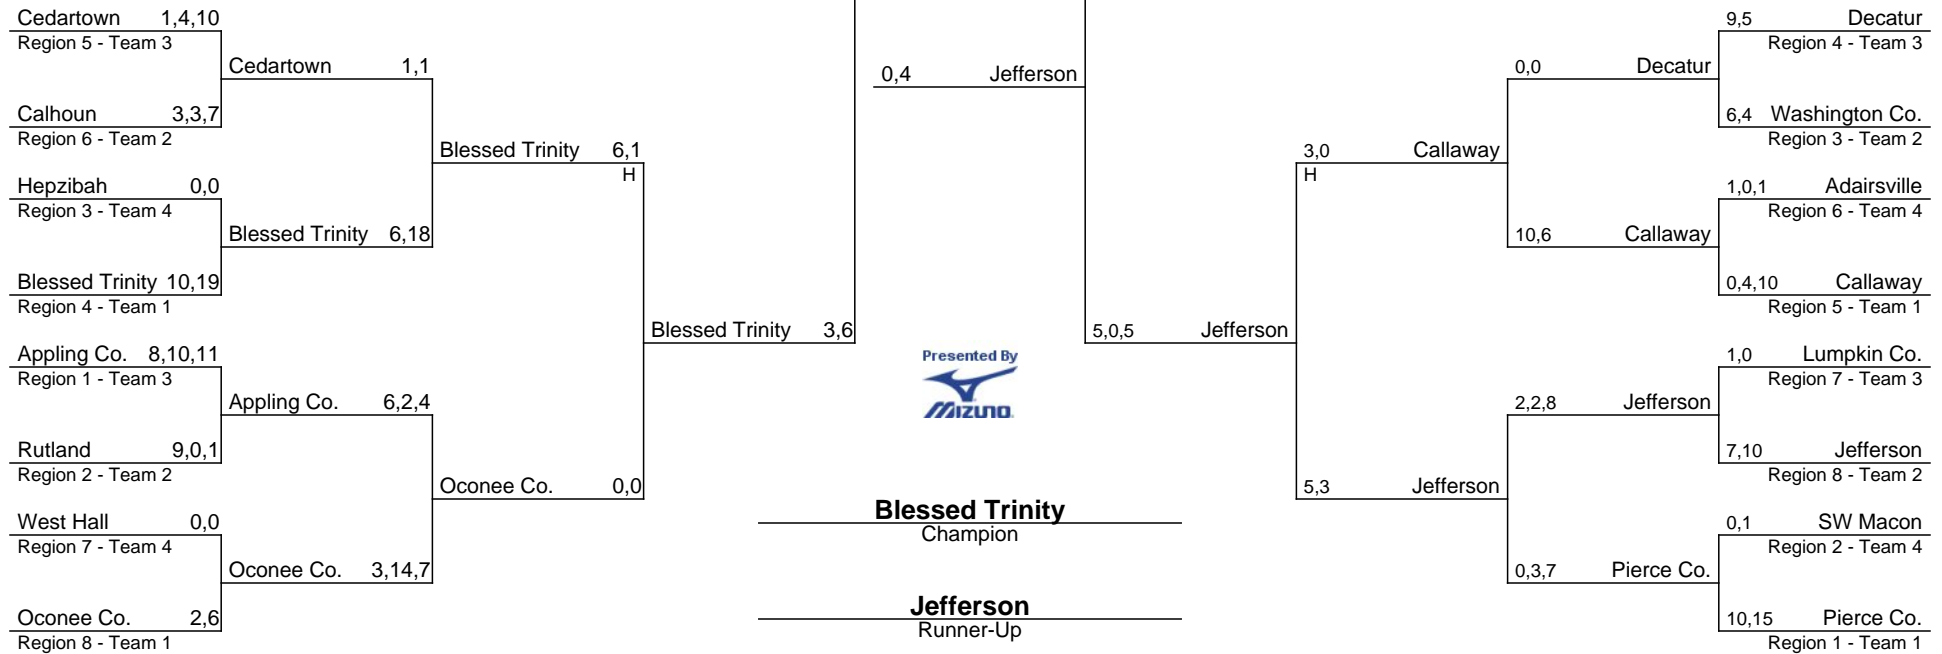 Cedartown 1,4,10
Region 5 - Team 3
Cedartown 1,1
Calhoun 3,3,7
Region 6 - Team 2
Blessed Trinity 6,1
H
Hepzibah 0,0
Region 3 - Team 4
Blessed Trinity 6,18
Blessed Trinity 10,19
Region 4 - Team 1
Blessed Trinity 3,6
Appling Co. 8,10,11
Region 1 - Team 3
Appling Co. 6,2,4
Rutland 9,0,1
Region 2 - Team 2
Oconee Co. 0,0
West Hall 0,0
Region 7 - Team 4
Oconee Co. 3,14,7
Oconee Co. 2,6
Region 8 - Team 1
0,4 Jefferson
Presented By
MIZUNO
Blessed Trinity
Champion
Jefferson
Runner-Up
9,5 Decatur
Region 4 - Team 3
0,0 Decatur
6,4 Washington Co.
Region 3 - Team 2
3,0 Callaway
H
1,0,1 Adairsville
Region 6 - Team 4
10,6 Callaway
0,4,10 Callaway
Region 5 - Team 1
5,0,5 Jefferson
1,0 Lumpkin Co.
Region 7 - Team 3
2,2,8 Jefferson
7,10 Jefferson
Region 8 - Team 2
5,3 Jefferson
0,1 SW Macon
Region 2 - Team 4
0,3,7 Pierce Co.
10,15 Pierce Co.
Region 1 - Team 1